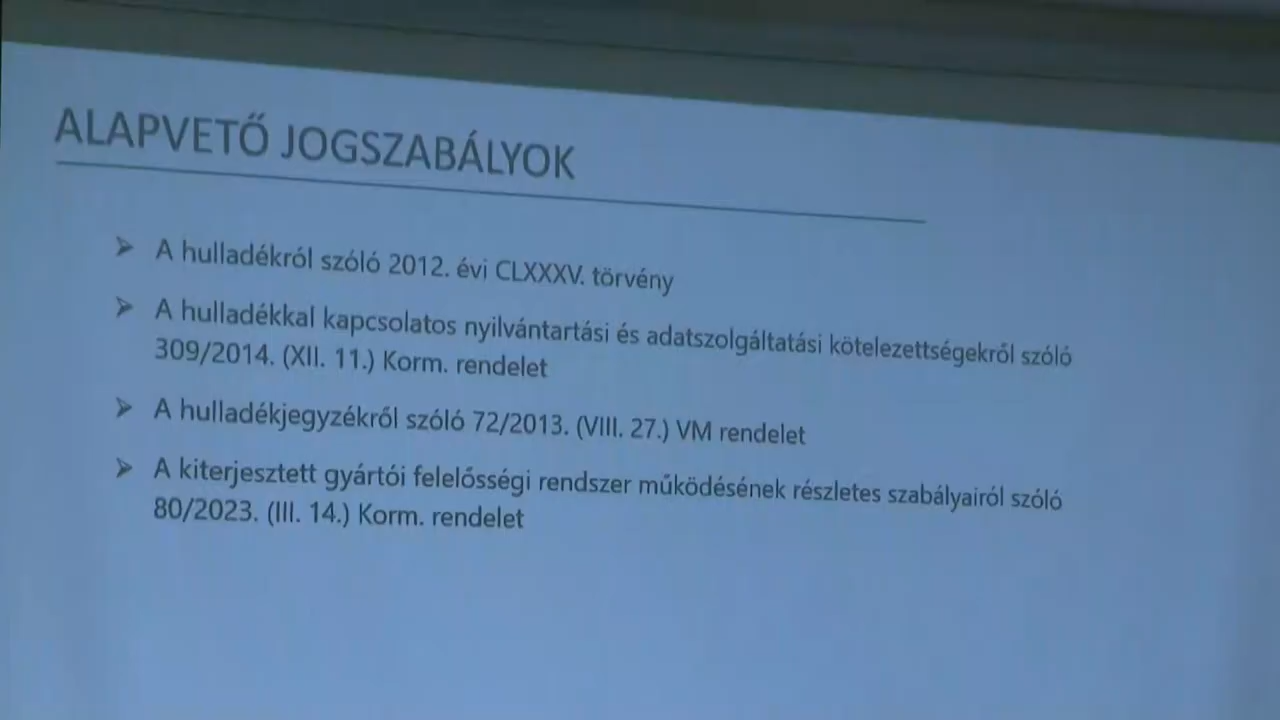 ALAPVETŐ JOGSZABÁLYOK
➤ A hulladékról szóló 2012. évi CLXXXV. törvény
➤ A hulladékkal kapcsolatos nyilvántartási és adatszolgáltatási kötelezettségekről szóló
309/2014. (XII. 11.) Korm. rendelet
➤ A hulladékjegyzékről szóló 72/2013. (VIII. 27.) VM rendelet
➤ A kiterjesztett gyártói felelősségi rendszer működésének részletes szabályairól szóló
80/2023. (III. 14.) Korm. rendelet